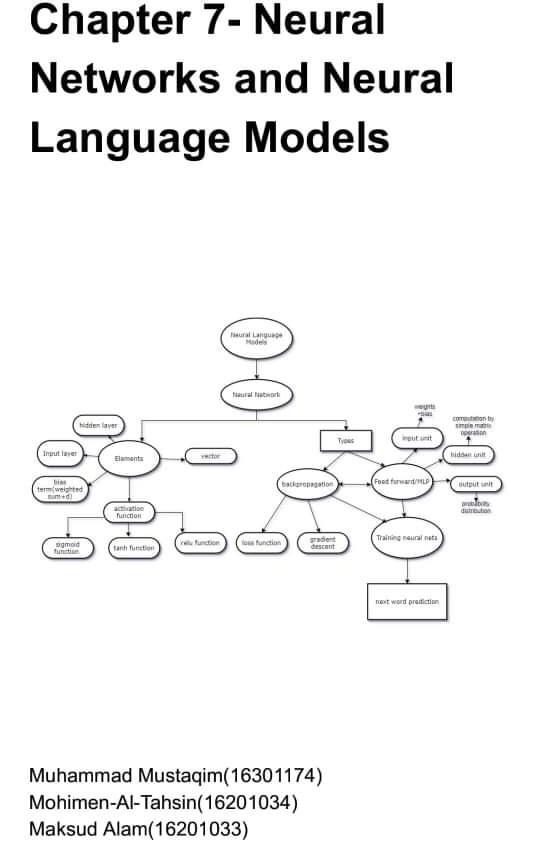 Chapter 7- Neural
Networks and Neural
Language Models
Neural Language
Models
Neural Network
weights
+bias
computation by
simple matrix
operation
hidden layer
Types
input unit
Input layer
Elements
vector
hidden unit
bias
term(weighted
sum+d)
backpropagation
Feed forward/MLP
output unit
activation
function
probability
distribution
sigmoid
function
tanh function
relu function
loss function
gradient
descent
Training neural nets
next word prediction
Muhammad Mustaqim(16301174)
Mohimen-Al-Tahsin(16201034)
Maksud Alam(16201033)